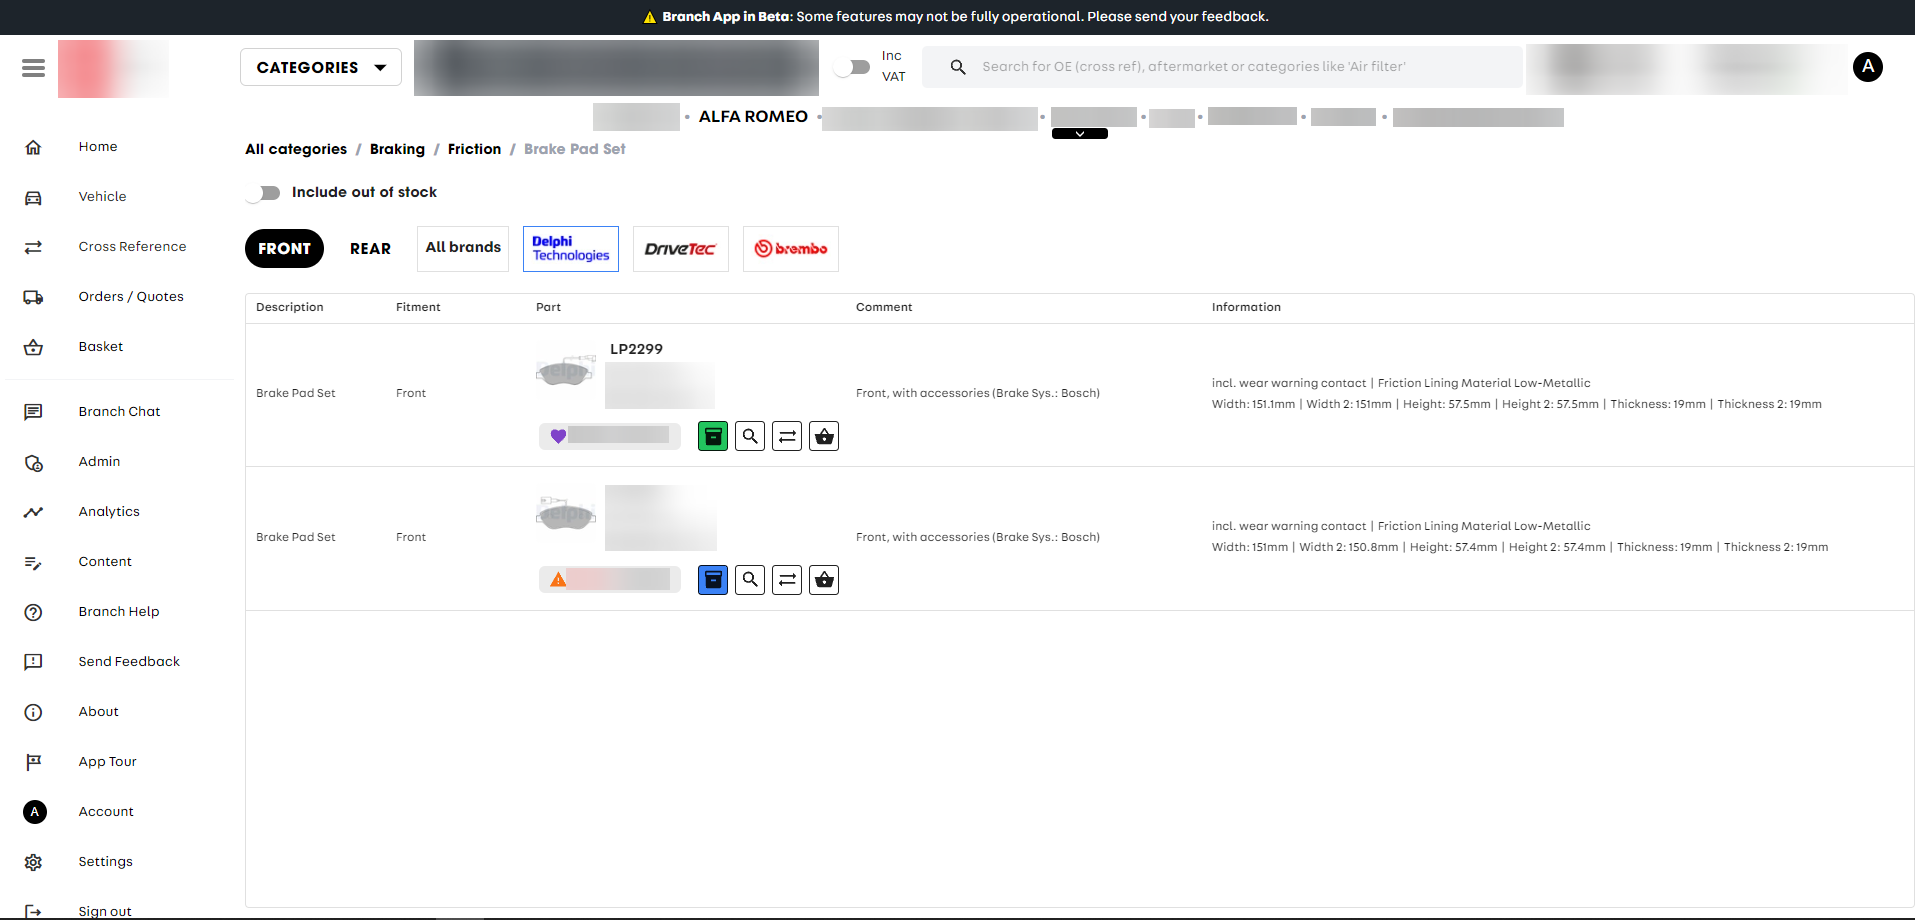 ⚠ Branch App in Beta: Some features may not be fully operational. Please send your feedback.
CATEGORIES
Inc
VAT
Search for OE (cross ref), aftermarket or categories like 'Air filter'
A
• ALFA ROMEO • • • • • •
All categories / Braking / Friction / Brake Pad Set
Include out of stock
FRONT REAR All brands Delphi Technologies DriveTec brembo
Description Fitment Part Comment Information
LP2299
Brake Pad Set Front Front, with accessories (Brake Sys.: Bosch)
incl. wear warning contact | Friction Lining Material Low-Metallic
Width: 151.1mm | Width 2: 151mm | Height: 57.5mm | Height 2: 57.5mm | Thickness: 19mm | Thickness 2: 19mm
Brake Pad Set Front Front, with accessories (Brake Sys.: Bosch)
incl. wear warning contact | Friction Lining Material Low-Metallic
Width: 151mm | Width 2: 150.8mm | Height: 57.4mm | Height 2: 57.4mm | Thickness: 19mm | Thickness 2: 19mm
Home
Vehicle
Cross Reference
Orders / Quotes
Basket
Branch Chat
Admin
Analytics
Content
Branch Help
Send Feedback
About
App Tour
A Account
Settings
Sign out